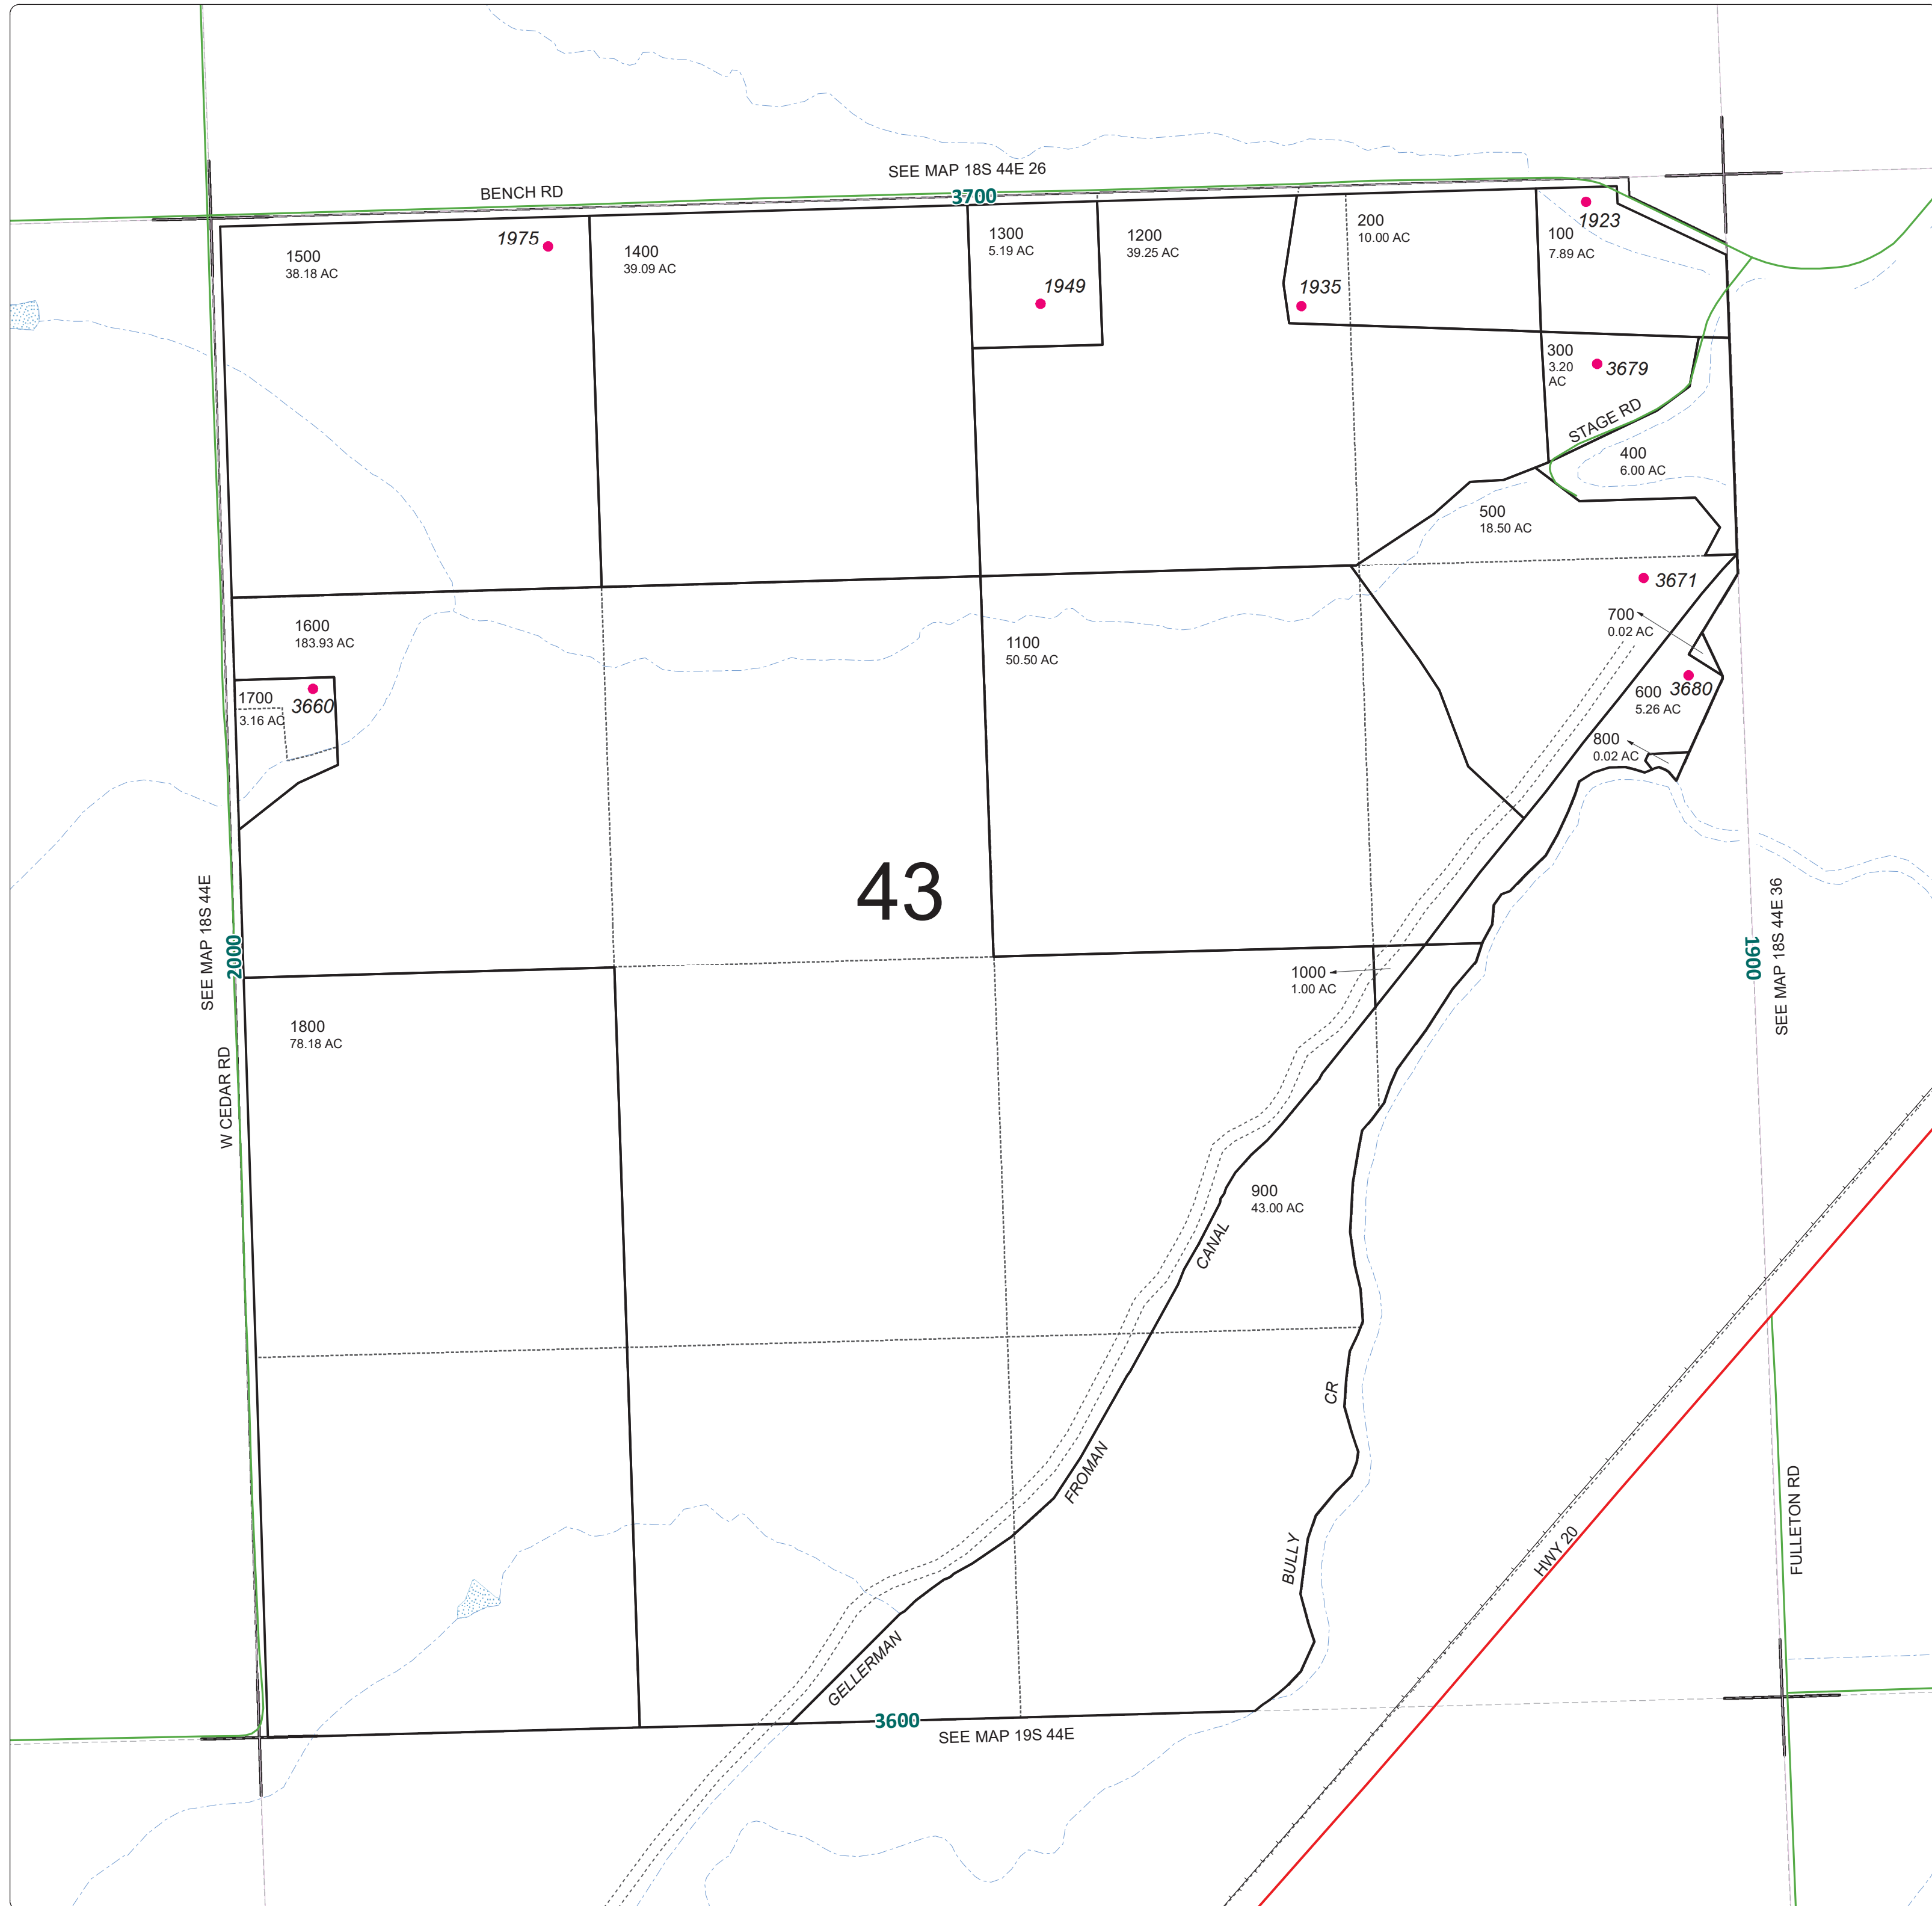 SEE MAP 18S 44E 26
BENCH RD
3700
1500
38.18 AC
1975
1400
39.09 AC
1300
5.19 AC
1949
1200
39.25 AC
1935
200
10.00 AC
1923
100
7.89 AC
300
3.20
AC
3679
STAGE RD
400
6.00 AC
500
18.50 AC
3671
700
0.02 AC
600
5.26 AC
3680
800
0.02 AC
1600
183.93 AC
1700
3.16 AC
3660
1100
50.50 AC
43
SEE MAP 18S 44E
2000
W CEDAR RD
1900
SEE MAP 18S 44E 36
1000
1.00 AC
1800
78.18 AC
900
43.00 AC
CANAL
FROMAN
GELLERMAN
CR
BULLY
HWY 20
FULLETON RD
3600
SEE MAP 19S 44E